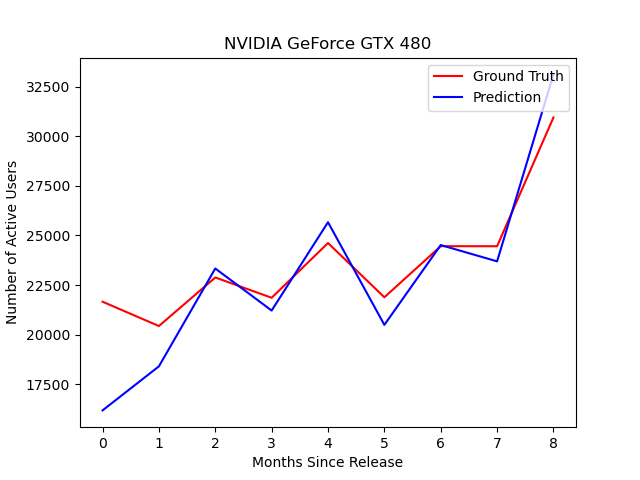 NVIDIA GeForce GTX 480
Ground Truth
Prediction
Number of Active Users
32500
30000
27500
25000
22500
20000
17500
0 1 2 3 4 5 6 7 8
Months Since Release